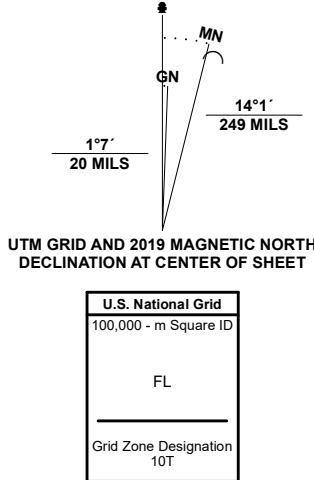 MN
GN
14°1´
249 MILS
1°7´
20 MILS
UTM GRID AND 2019 MAGNETIC NORTH
DECLINATION AT CENTER OF SHEET
U.S. National Grid
100,000 - m Square ID
FL
Grid Zone Designation
10T